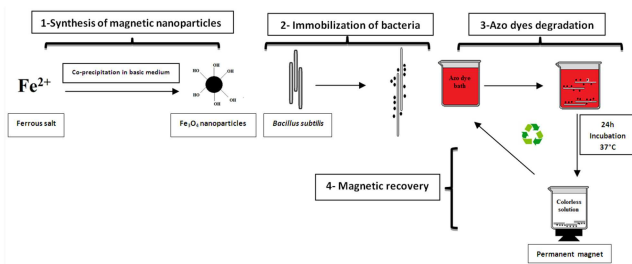 1-Synthesis of magnetic nanoparticles
2- Immobilization of bacteria
3-Azo dyes degradation
Co-precipitation in basic medium
Fe²⁺
OH
HO
OH
HO
OH
HO
OH
Ferrous salt
Fe₃O₄ nanoparticles
Bacillus subtilis
Azo dye
bath
24h
Incubation
37°C
4- Magnetic recovery
Colorless
solution
Permanent magnet